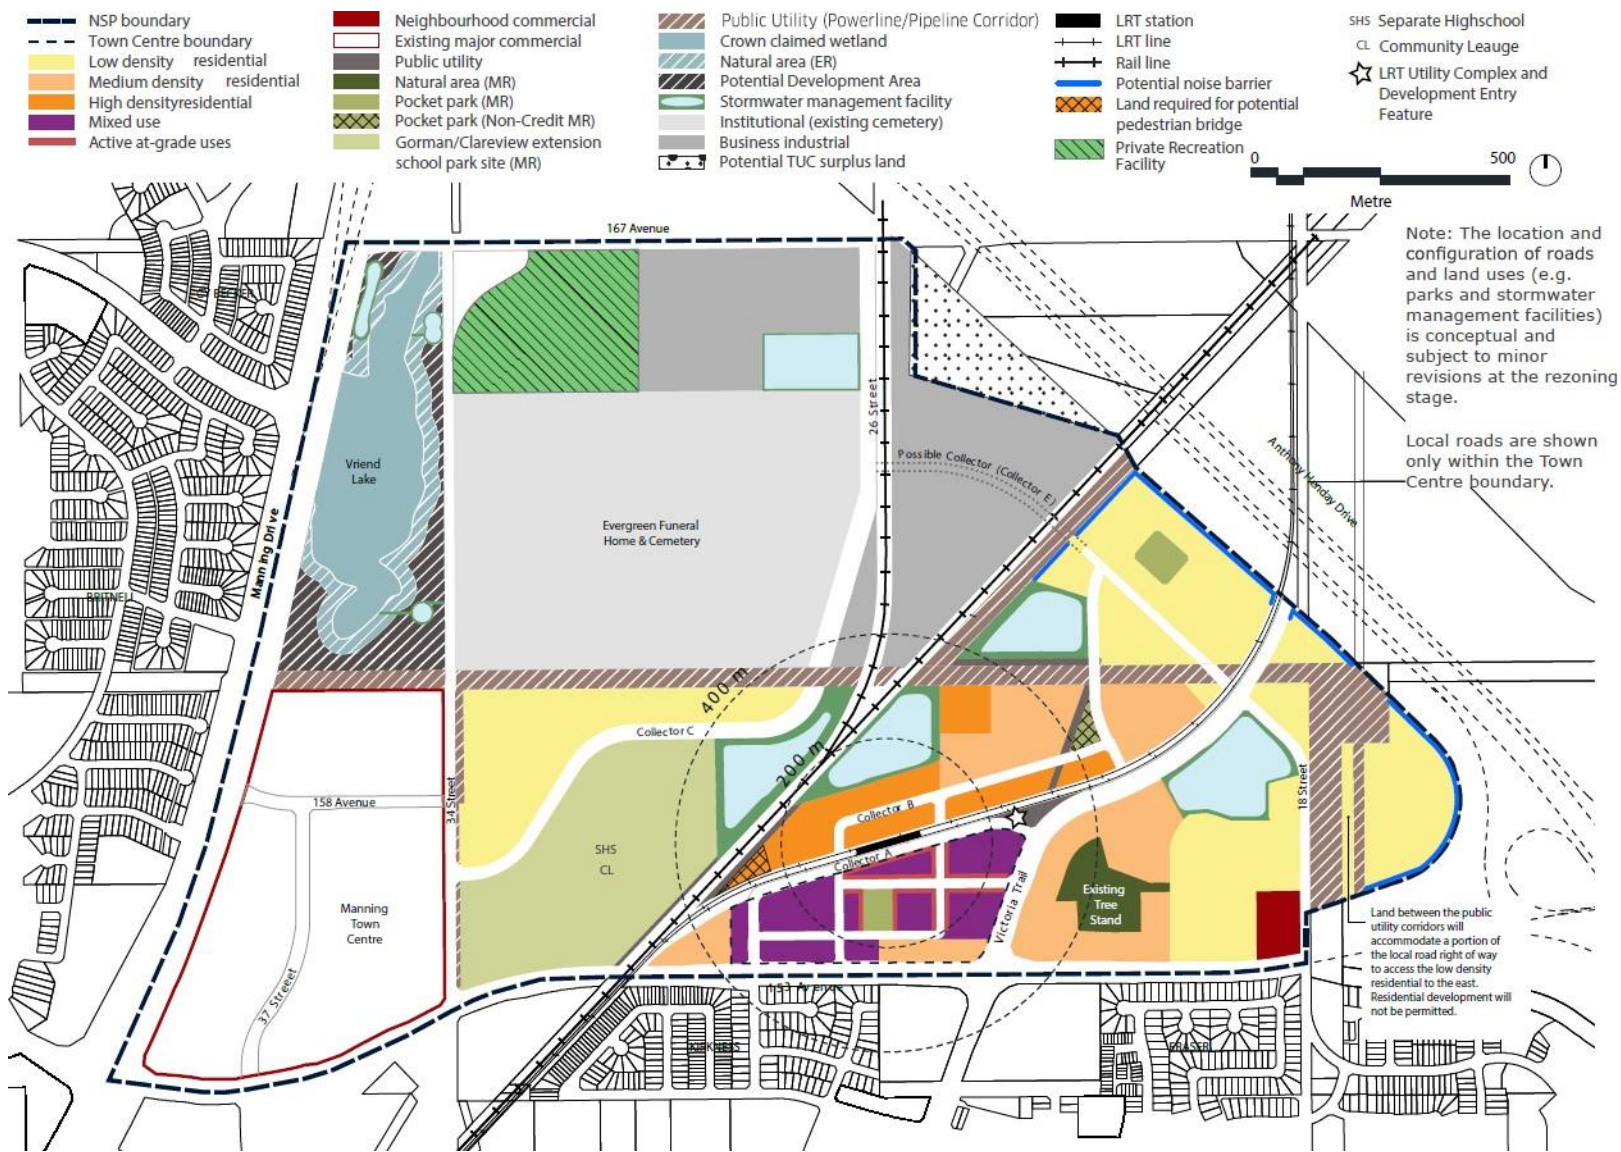 NSP boundary
Town Centre boundary
Low density residential
Medium density residential
High densityresidential
Mixed use
Active at-grade uses
Neighbourhood commercial
Existing major commercial
Public utility
Natural area (MR)
Pocket park (MR)
Pocket park (Non-Credit MR)
Gorman/Clareview extension
school park site (MR)
Public Utility (Powerline/Pipeline Corridor)
Crown claimed wetland
Natural area (ER)
Potential Development Area
Stormwater management facility
Institutional (existing cemetery)
Business industrial
Potential TUC surplus land
LRT station
LRT line
Rail line
Potential noise barrier
Land required for potential
pedestrian bridge
Private Recreation
Facility
SHS Separate Highschool
CL Community Leauge
LRT Utility Complex and
Development Entry
Feature
0 500
Metre
Note: The location and
configuration of roads
and land uses (e.g.
parks and stormwater
management facilities)
is conceptual and
subject to minor
revisions at the rezoning
stage.
Local roads are shown
only within the Town
Centre boundary.
167 Avenue
26 Street
Possible Collector (Collector E)
Anthony Henday Drive
Vriend
Lake
Manning Drive
Evergreen Funeral
Home & Cemetery
BRITNELL
400 m
200 m
Collector C
158 Avenue
34 Street
18 Street
Collector B
Collector A
SHS
CL
Victoria Trail
Existing
Tree
Stand
Manning
Town
Centre
37 Street
Land between the public
utility corridors will
accommodate a portion of
the local road right of way
to access the low density
residential to the east.
Residential development will
not be permitted.
153 Avenue
KIRKNESS
FRASER